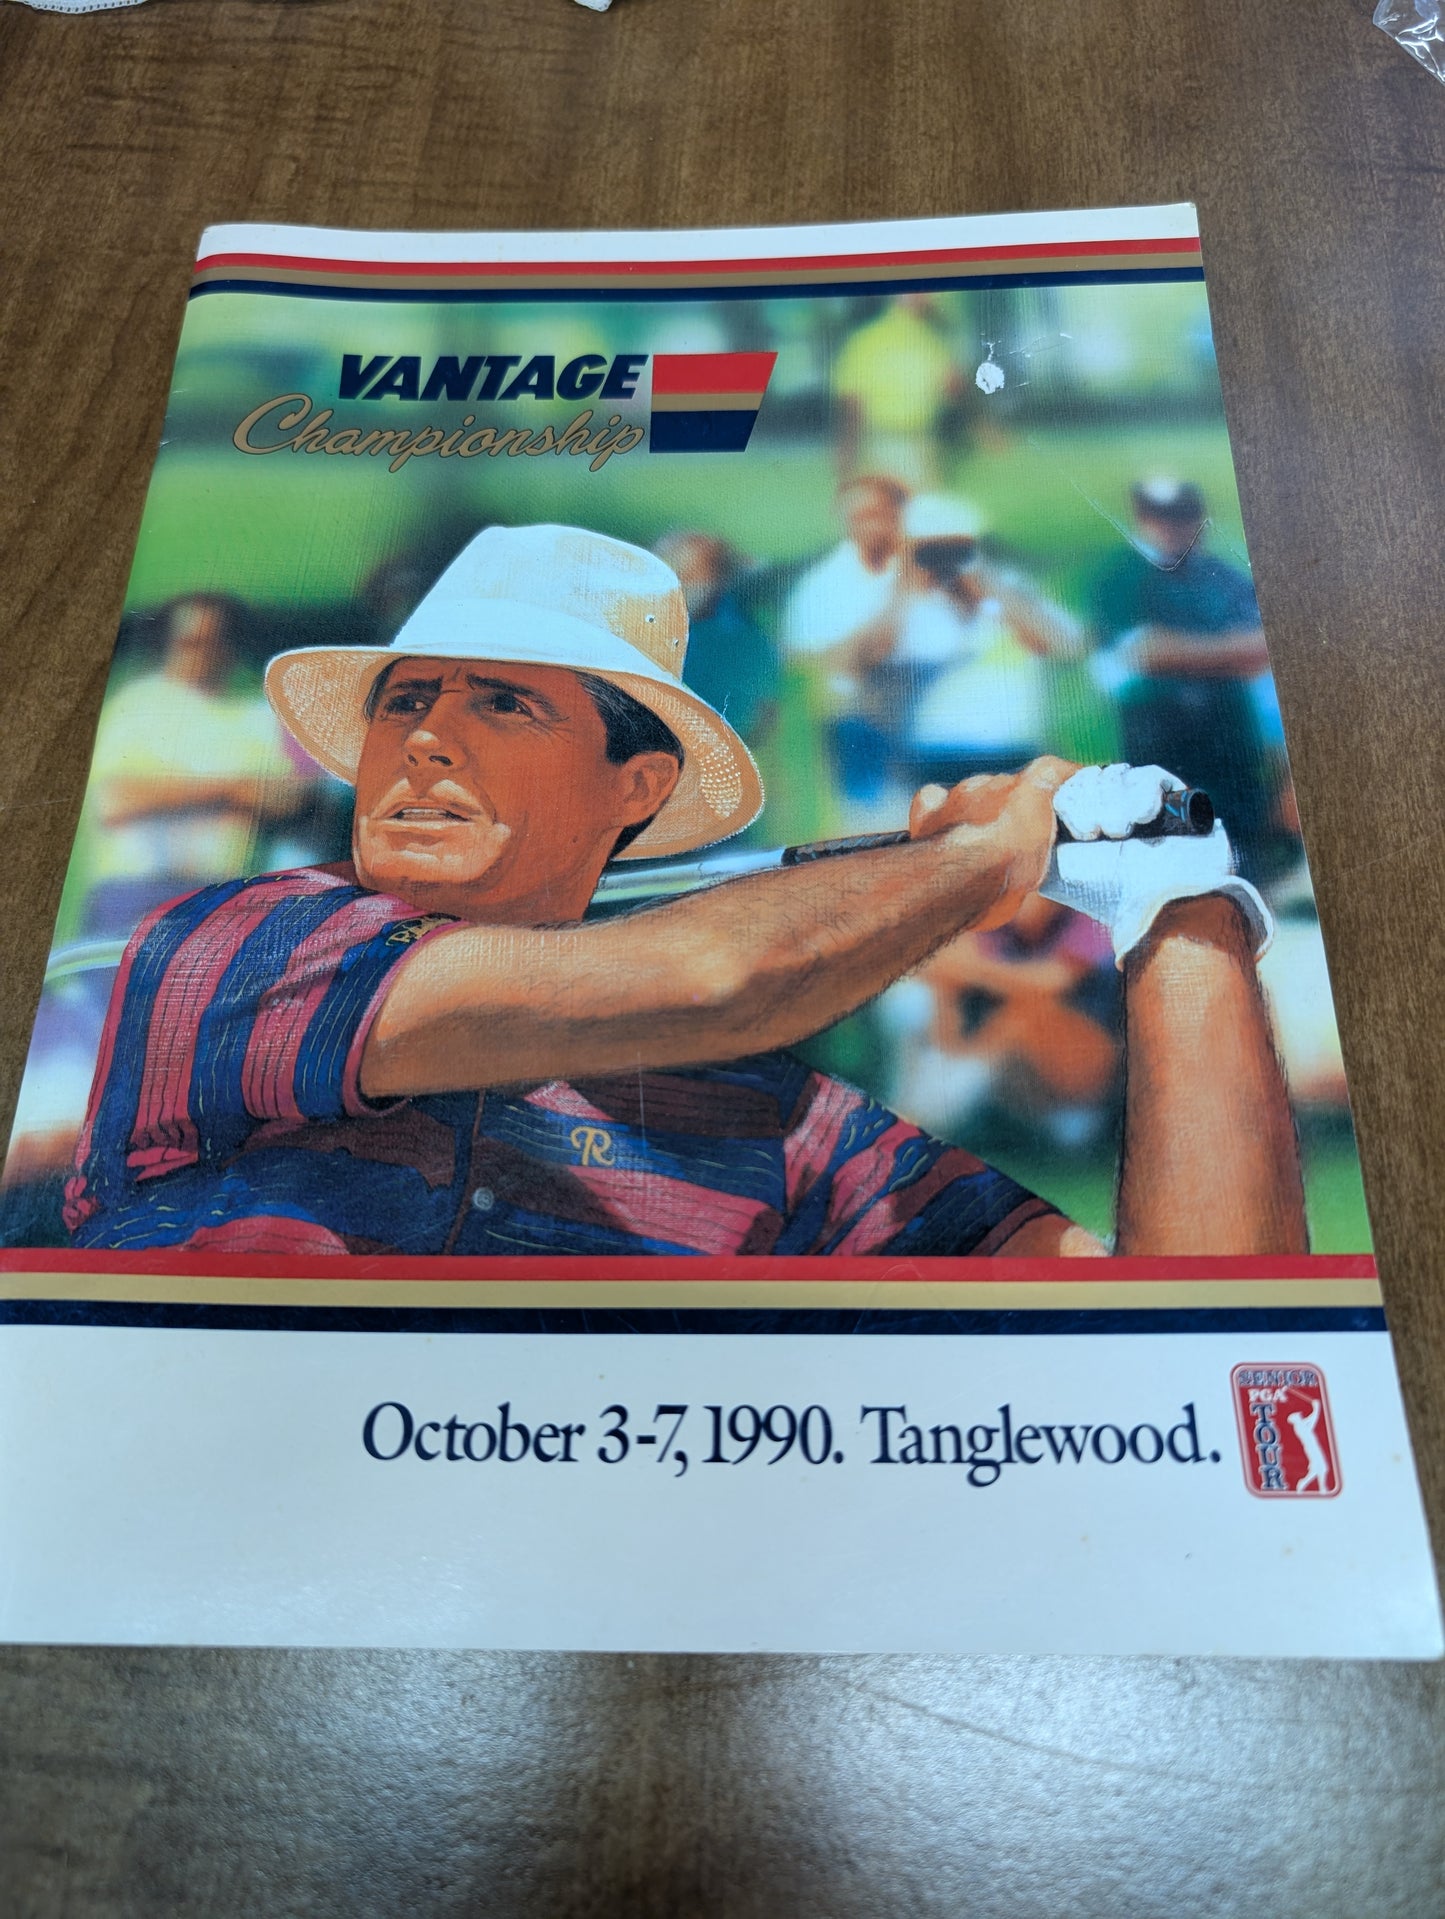 VANTAGE
Championship
R
October 3-7, 1990. Tanglewood.
SENIOR
PGA
TOUR